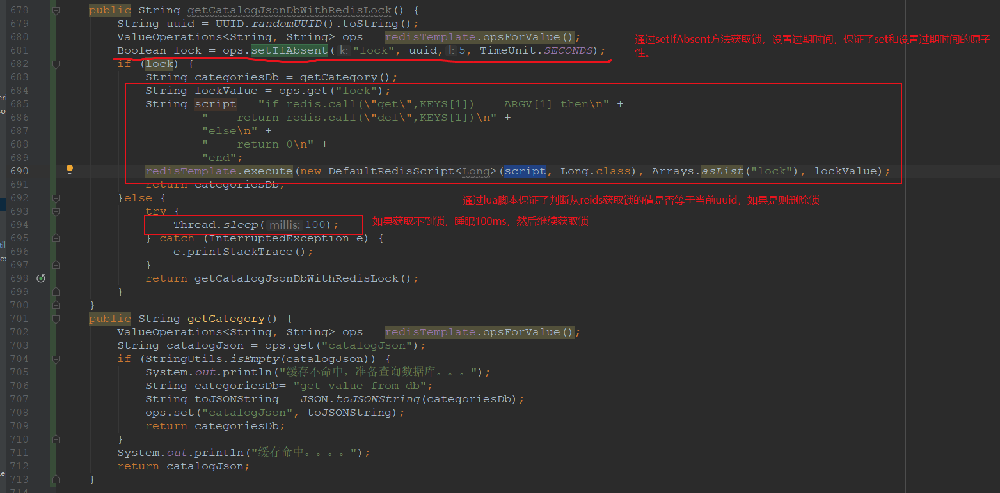 678 public String getCatalogJsonDbWithRedisLock() {
679 String uuid = UUID.randomUUID().toString();
680 ValueOperations<String, String> ops = redisTemplate.opsForValue();
通过setIfAbsent方法获取锁，设置过期时间，保证了set和设置过期时间的原子
性。
681 Boolean lock = ops.setIfAbsent( k: "lock", uuid, l: 5, TimeUnit.SECONDS);
682 if (lock) {
683 String categoriesDb = getCategory();
684 String lockValue = ops.get("lock");
685 String script = "if redis.call(\"get\",KEYS[1]) == ARGV[1] then\n" +
686 "    return redis.call(\"del\",KEYS[1])\n" +
687 "else\n" +
688 "    return 0\n" +
689 "end";
690 redisTemplate.execute(new DefaultRedisScript<Long>(script, Long.class), Arrays.asList("lock"), lockValue);
691 return categoriesDb;
692 }else {
通过lua脚本保证了判断从reids获取锁的值是否等于当前uuid，如果是则删除锁
693 try {
694 Thread.sleep( millis: 100);
如果获取不到锁，睡眠100ms，然后继续获取锁
695 } catch (InterruptedException e) {
696 e.printStackTrace();
697 }
698 return getCatalogJsonDbWithRedisLock();
699 }
700 }
701 public String getCategory() {
702 ValueOperations<String, String> ops = redisTemplate.opsForValue();
703 String catalogJson = ops.get("catalogJson");
704 if (StringUtils.isEmpty(catalogJson)) {
705 System.out.println("缓存不命中，准备查询数据库。。。");
706 String categoriesDb= "get value from db";
707 String toJSONString = JSON.toJSONString(categoriesDb);
708 ops.set("catalogJson", toJSONString);
709 return categoriesDb;
710 }
711 System.out.println("缓存命中。。。。");
712 return catalogJson;
713 }
714